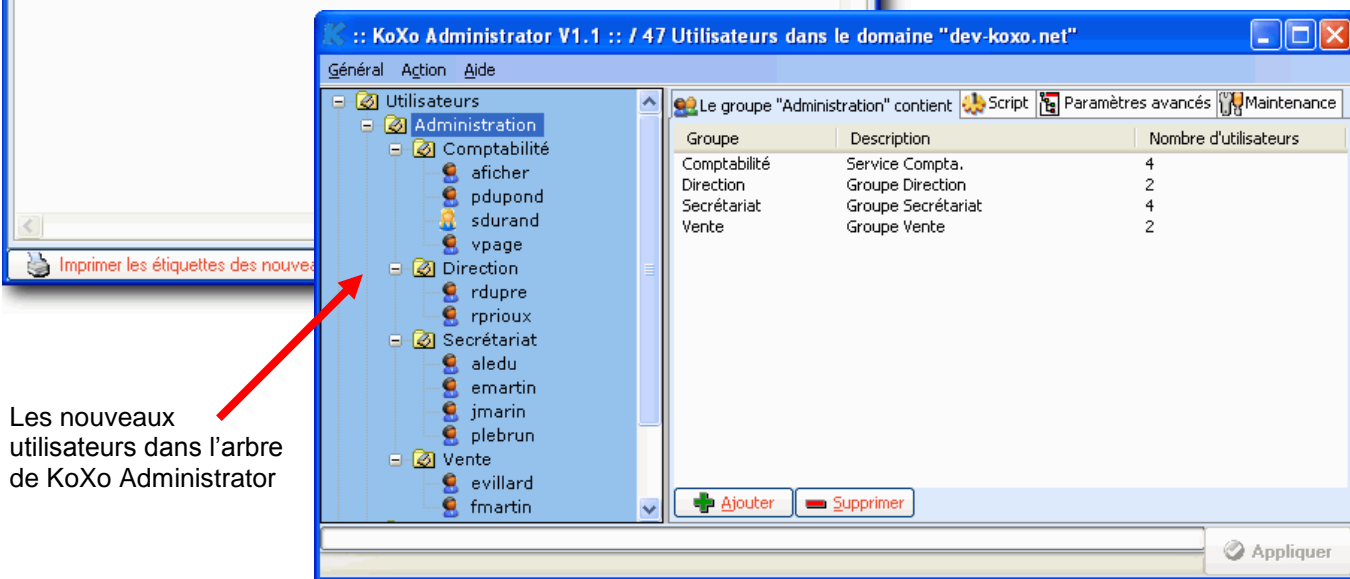 :: KoXo Administrator V1.1 :: / 47 Utilisateurs dans le domaine "dev-koxo.net"
Général Action Aide
Utilisateurs
Administration
Comptabilité
aficher
pdupond
sdurand
vpage
Direction
rdupre
rprioux
Secrétariat
aledu
emartin
jmarin
plebrun
Vente
evillard
fmartin
Le groupe "Administration" contient Script Paramètres avancés Maintenance
Groupe Description Nombre d'utilisateurs
Comptabilité Service Compta. 4
Direction Groupe Direction 2
Secrétariat Groupe Secrétariat 4
Vente Groupe Vente 2
Ajouter Supprimer
Appliquer
Imprimer les étiquettes des
Les nouveaux
utilisateurs dans l’arbre
de KoXo Administrator